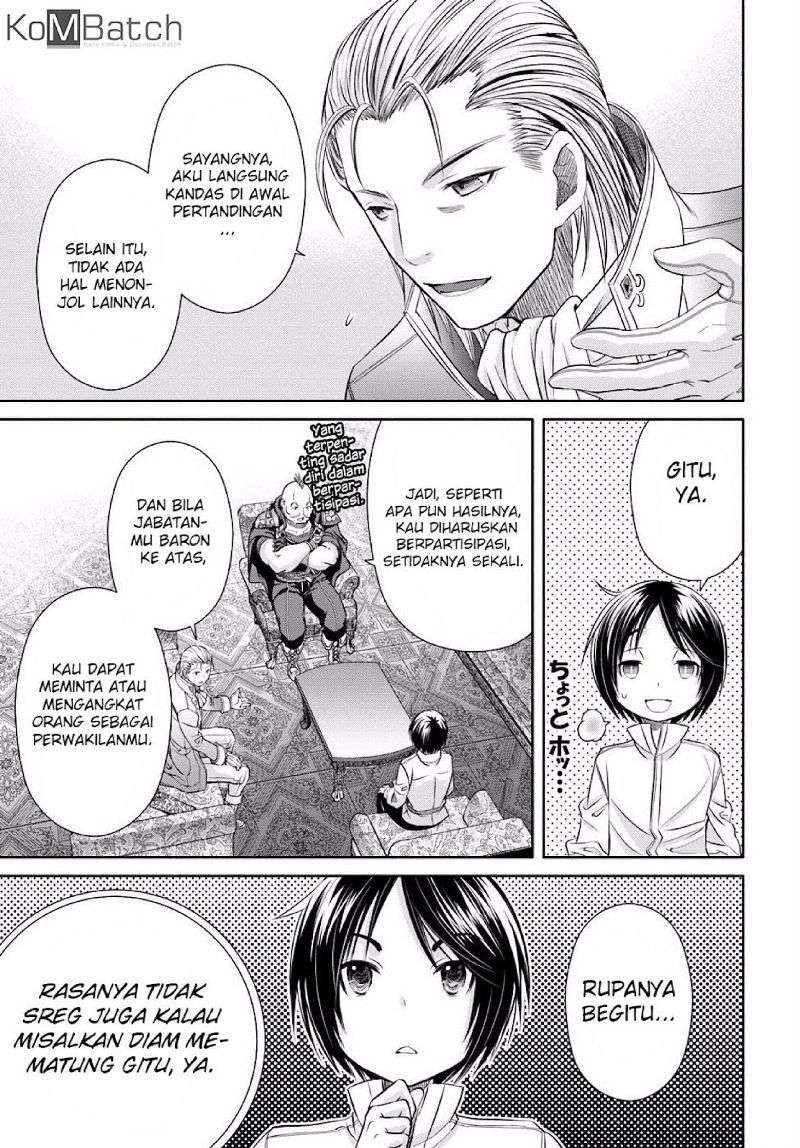 KoMBatch
SAYANGNYA,
AKU LANGSUNG
KANDAS DI AWAL
PERTANDINGAN
...
SELAIN ITU,
TIDAK ADA
HAL MENON-
JOL LAINNYA.
GITU,
YA.
ちょっとホッ…
JADI, SEPERTI
APA PUN HASILNYA,
KAU DIHARUSKAN
BERPARTISIPASI,
SETIDAKNYA SEKALI.
Yang
terpen-
ting sadar
diri dalam
berpar-
tisipasi.
DAN BILA
JABATAN-
MU BARON
KE ATAS,
KAU DAPAT
MEMINTA ATAU
MENGANGKAT
ORANG SEBAGAI
PERWAKILANMU.
RUPANYA
BEGITU...
RASANYA TIDAK
SREG JUGA KALAU
MISALKAN DIAM ME-
MATUNG GITU, YA.